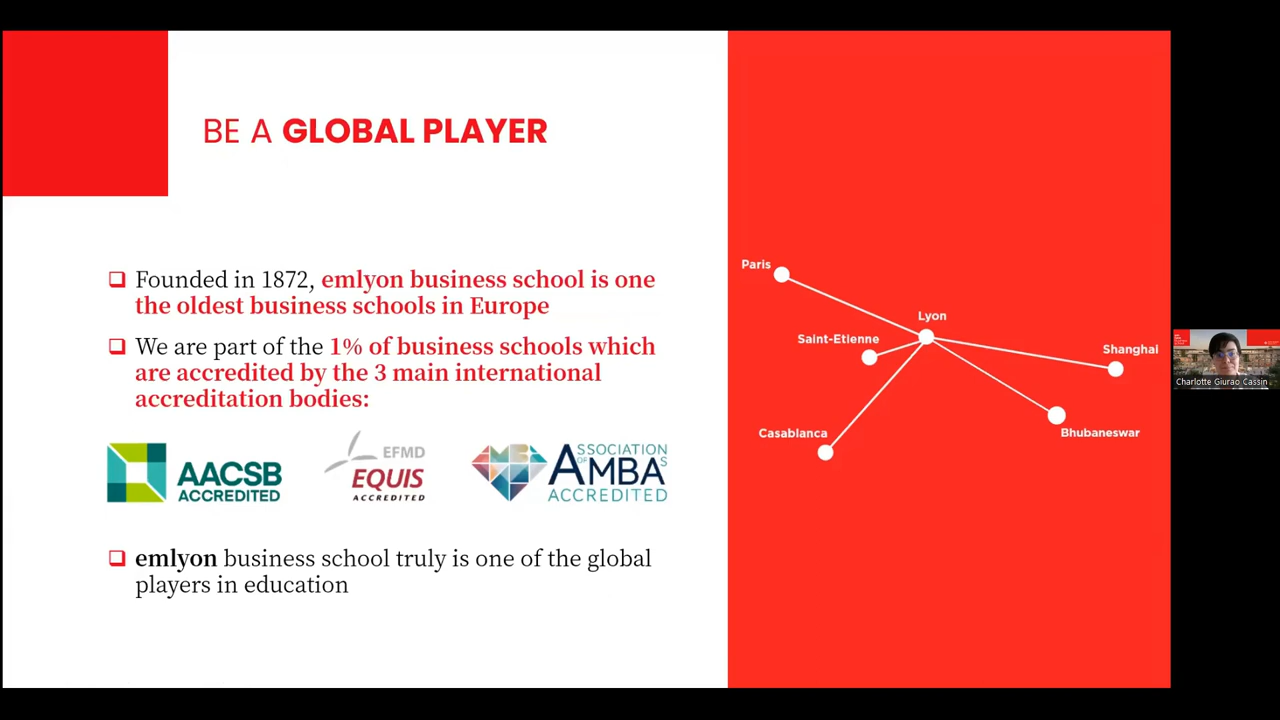 BE A GLOBAL PLAYER
❑ Founded in 1872, emlyon business school is one
the oldest business schools in Europe
❑ We are part of the 1% of business schools which
are accredited by the 3 main international
accreditation bodies:
AACSB
ACCREDITED
EFMD
EQUIS
ACCREDITED
ASSOCIATION
OF AMBAS
ACCREDITED
❑ emlyon business school truly is one of the global
players in education
Paris
Lyon
Saint-Etienne
Shanghai
Casablanca
Bhubaneswar
Charlotte Giurao Cassin